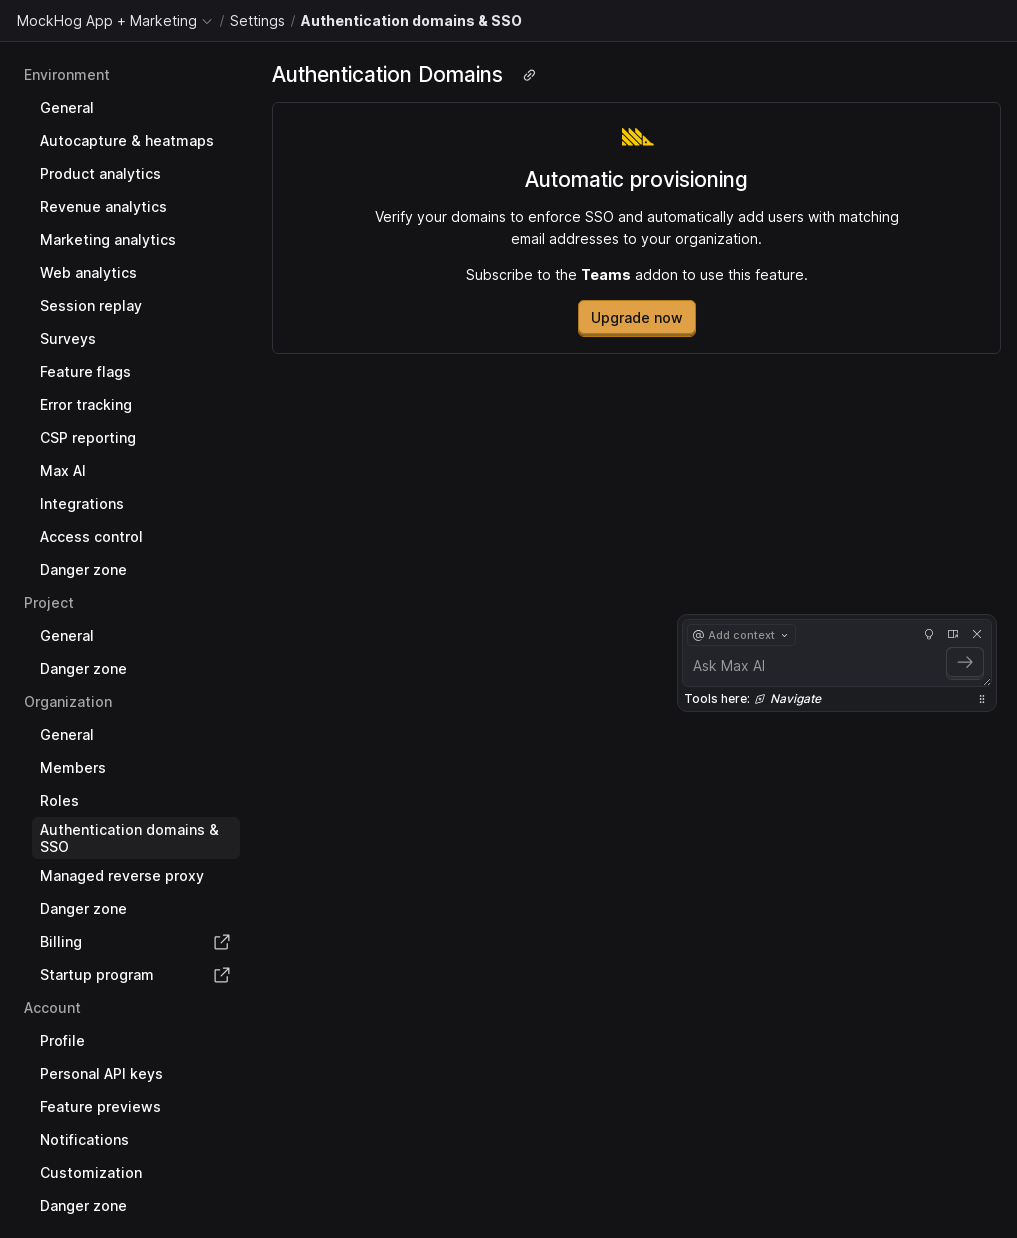 MockHog App + Marketing / Settings / Authentication domains & SSO
Environment
General
Autocapture & heatmaps
Product analytics
Revenue analytics
Marketing analytics
Web analytics
Session replay
Surveys
Feature flags
Error tracking
CSP reporting
Max AI
Integrations
Access control
Danger zone
Project
General
Danger zone
Organization
General
Members
Roles
Authentication domains &
SSO
Managed reverse proxy
Danger zone
Billing
Startup program
Account
Profile
Personal API keys
Feature previews
Notifications
Customization
Danger zone
Authentication Domains
Automatic provisioning
Verify your domains to enforce SSO and automatically add users with matching
email addresses to your organization.
Subscribe to the Teams addon to use this feature.
Upgrade now
@ Add context
Ask Max AI
Tools here: Navigate